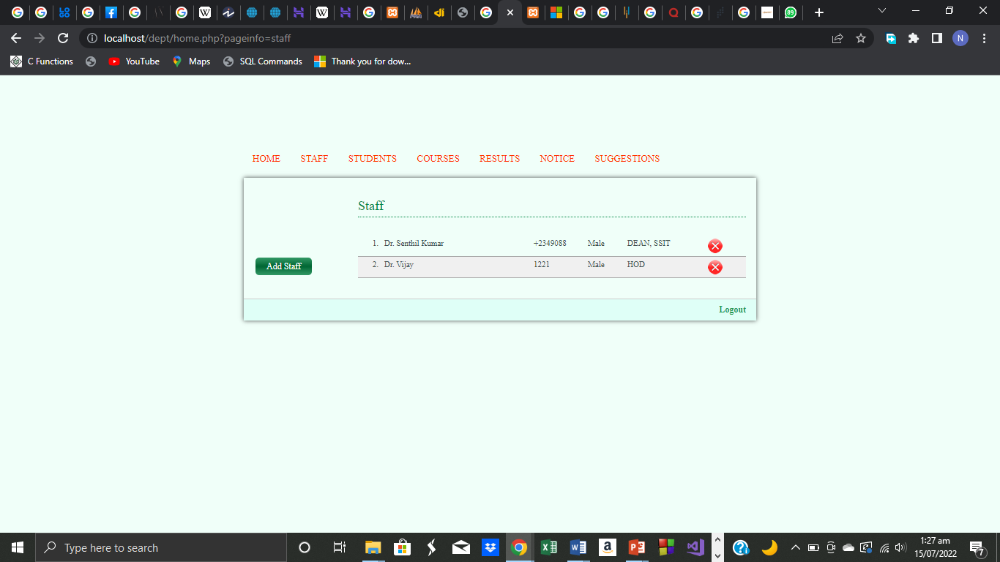 89
localhost/dept/home.php?pageinfo=staff
N
C Functions YouTube Maps SQL Commands Thank you for dow...
HOME STAFF STUDENTS COURSES RESULTS NOTICE SUGGESTIONS
Staff
1. Dr. Senthil Kumar +2349088 Male DEAN, SSIT
2. Dr. Vijay 1221 Male HOD
Add Staff
Logout
Type here to search
1:27 am
15/07/2022
7